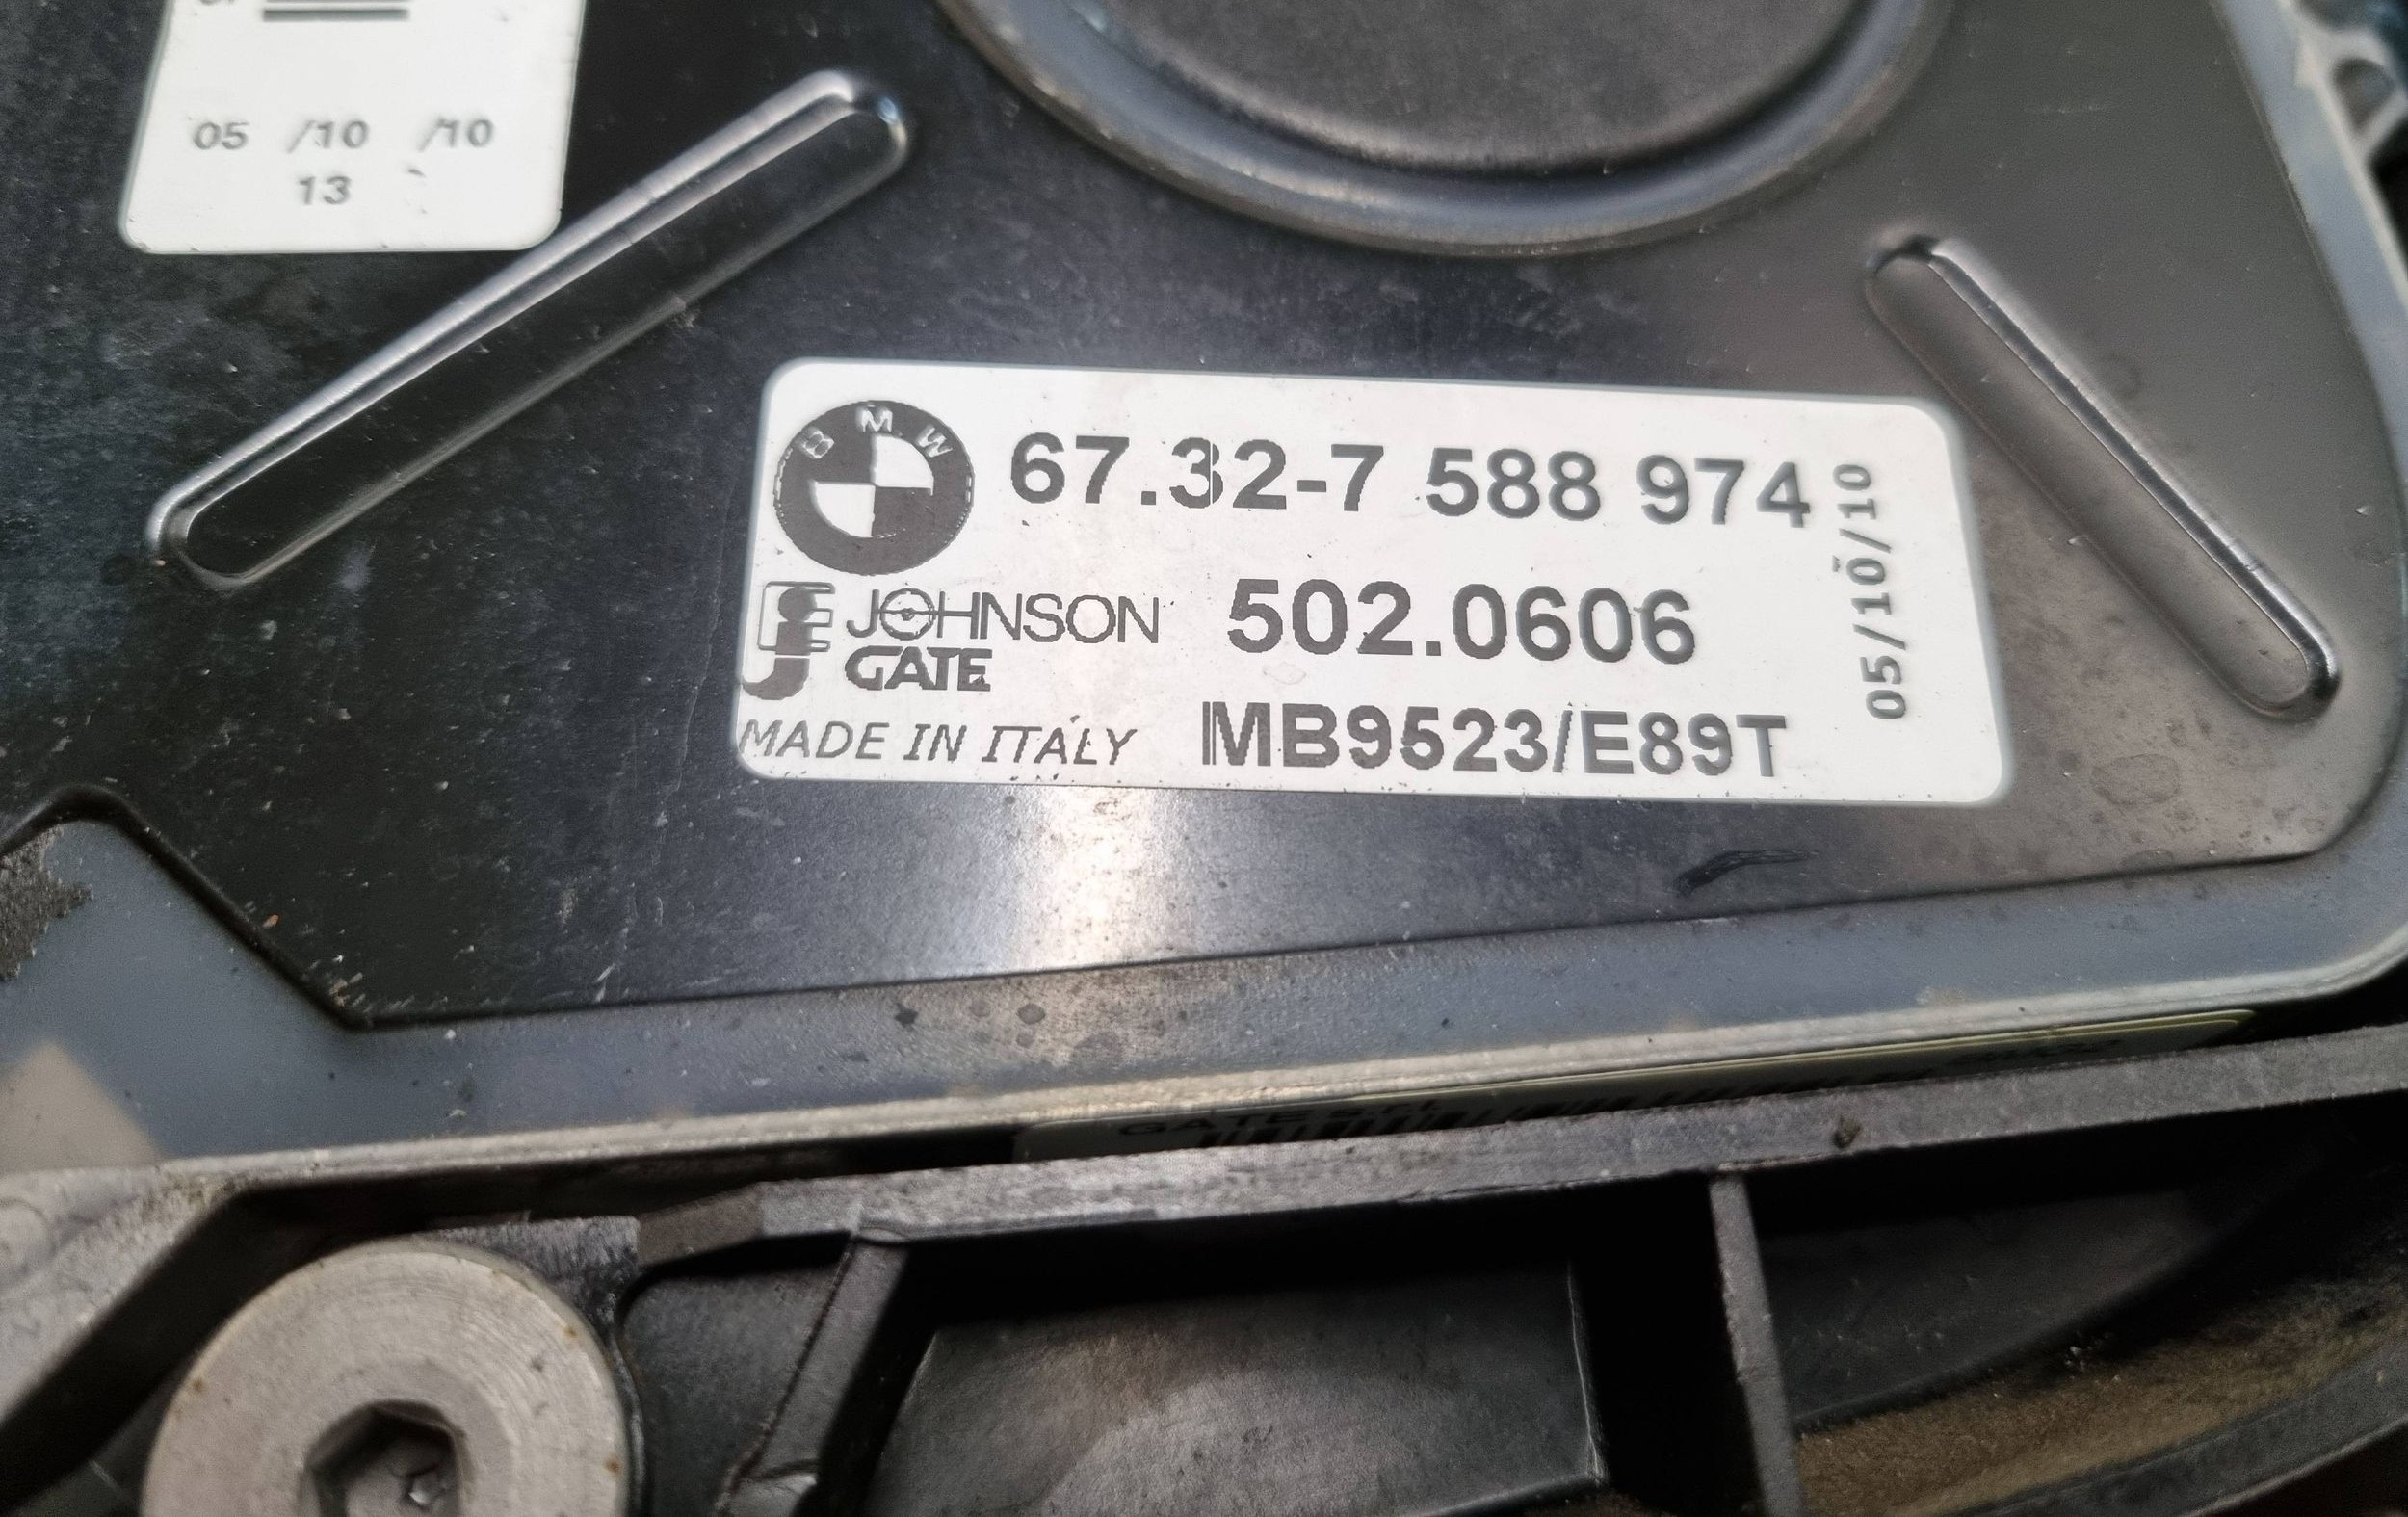 05 /10 /10
13
BMW
67.32-7 588 974
JOHNSON 502.0606
GATE
MADE IN ITALY MB9523/E89T
05/10/10
GATE S.r.l.